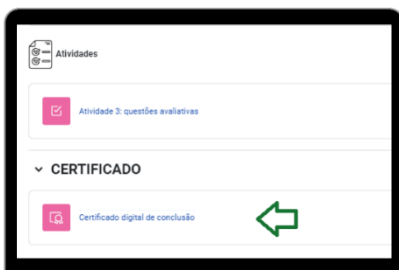 Atividades
Atividade 3: questões avaliativas
CERTIFICADO
Certificado digital de conclusão